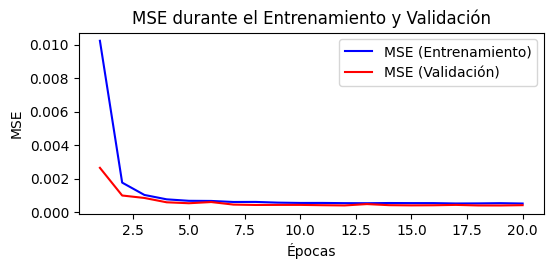 MSE durante el Entrenamiento y Validación
MSE (Entrenamiento)
MSE (Validación)
MSE
0.010
0.008
0.006
0.004
0.002
0.000
2.5 5.0 7.5 10.0 12.5 15.0 17.5 20.0
Épocas